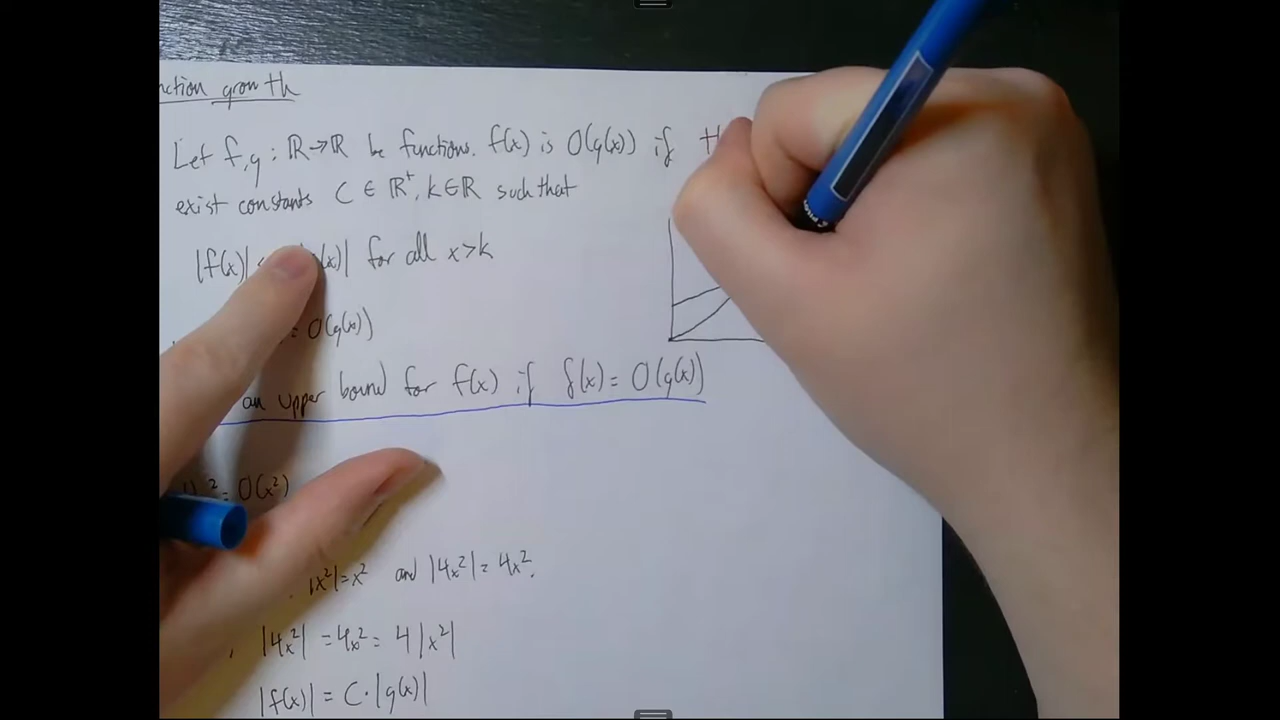 nction growth
Let f,g : ℝ→ℝ be functions. f(x) is O(g(x)) if
exist constants C ∈ ℝ⁺, k∈ℝ such that
|f(x)| (x)| for all x>k
= O(g(x))
an upper bound for f(x) if f(x) = O(g(x))
² = O(x²)
|x²|=x² and |4x²| = 4x².
|4x²| = 4x² = 4|x²|
|f(x)| = C·|g(x)|